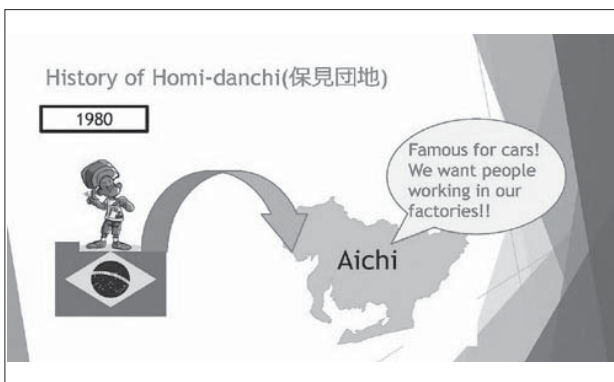 History of Homi-danchi(保見団地)
1980
Famous for cars!
We want people
working in our
factories!!
Aichi